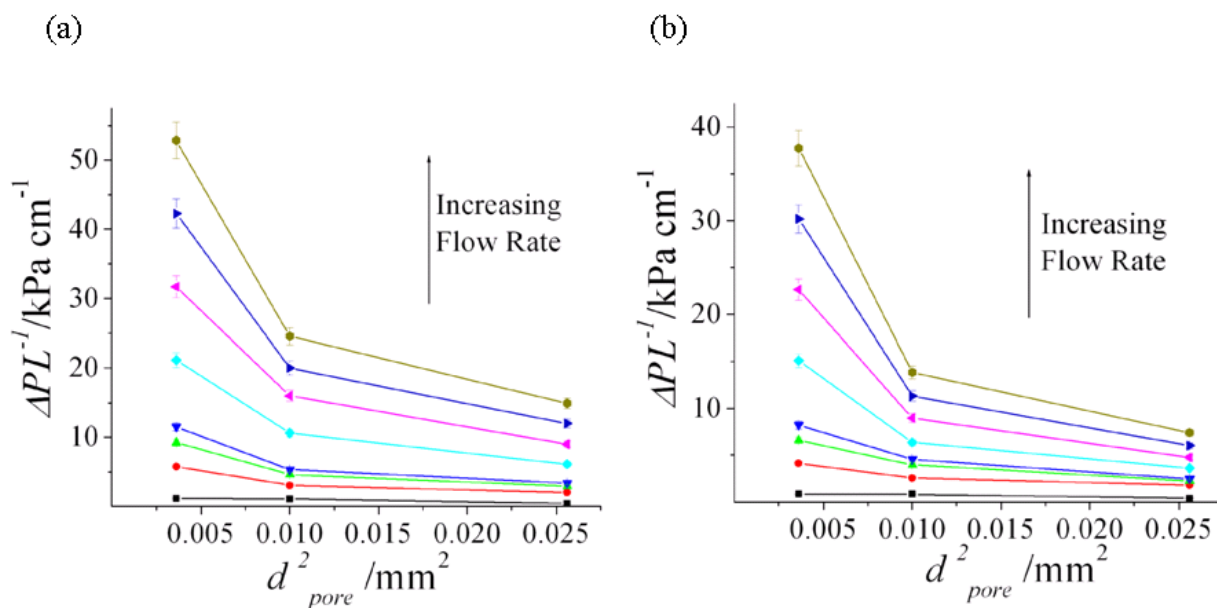 (a)
50
40
30
20
10
0.005 0.010 0.015 0.020 0.025
ΔPL⁻¹/kPa cm⁻¹
d²pore /mm²
Increasing
Flow Rate
(b)
40
30
20
10
0.005 0.010 0.015 0.020 0.025
ΔPL⁻¹/kPa cm⁻¹
d²pore /mm²
Increasing
Flow Rate